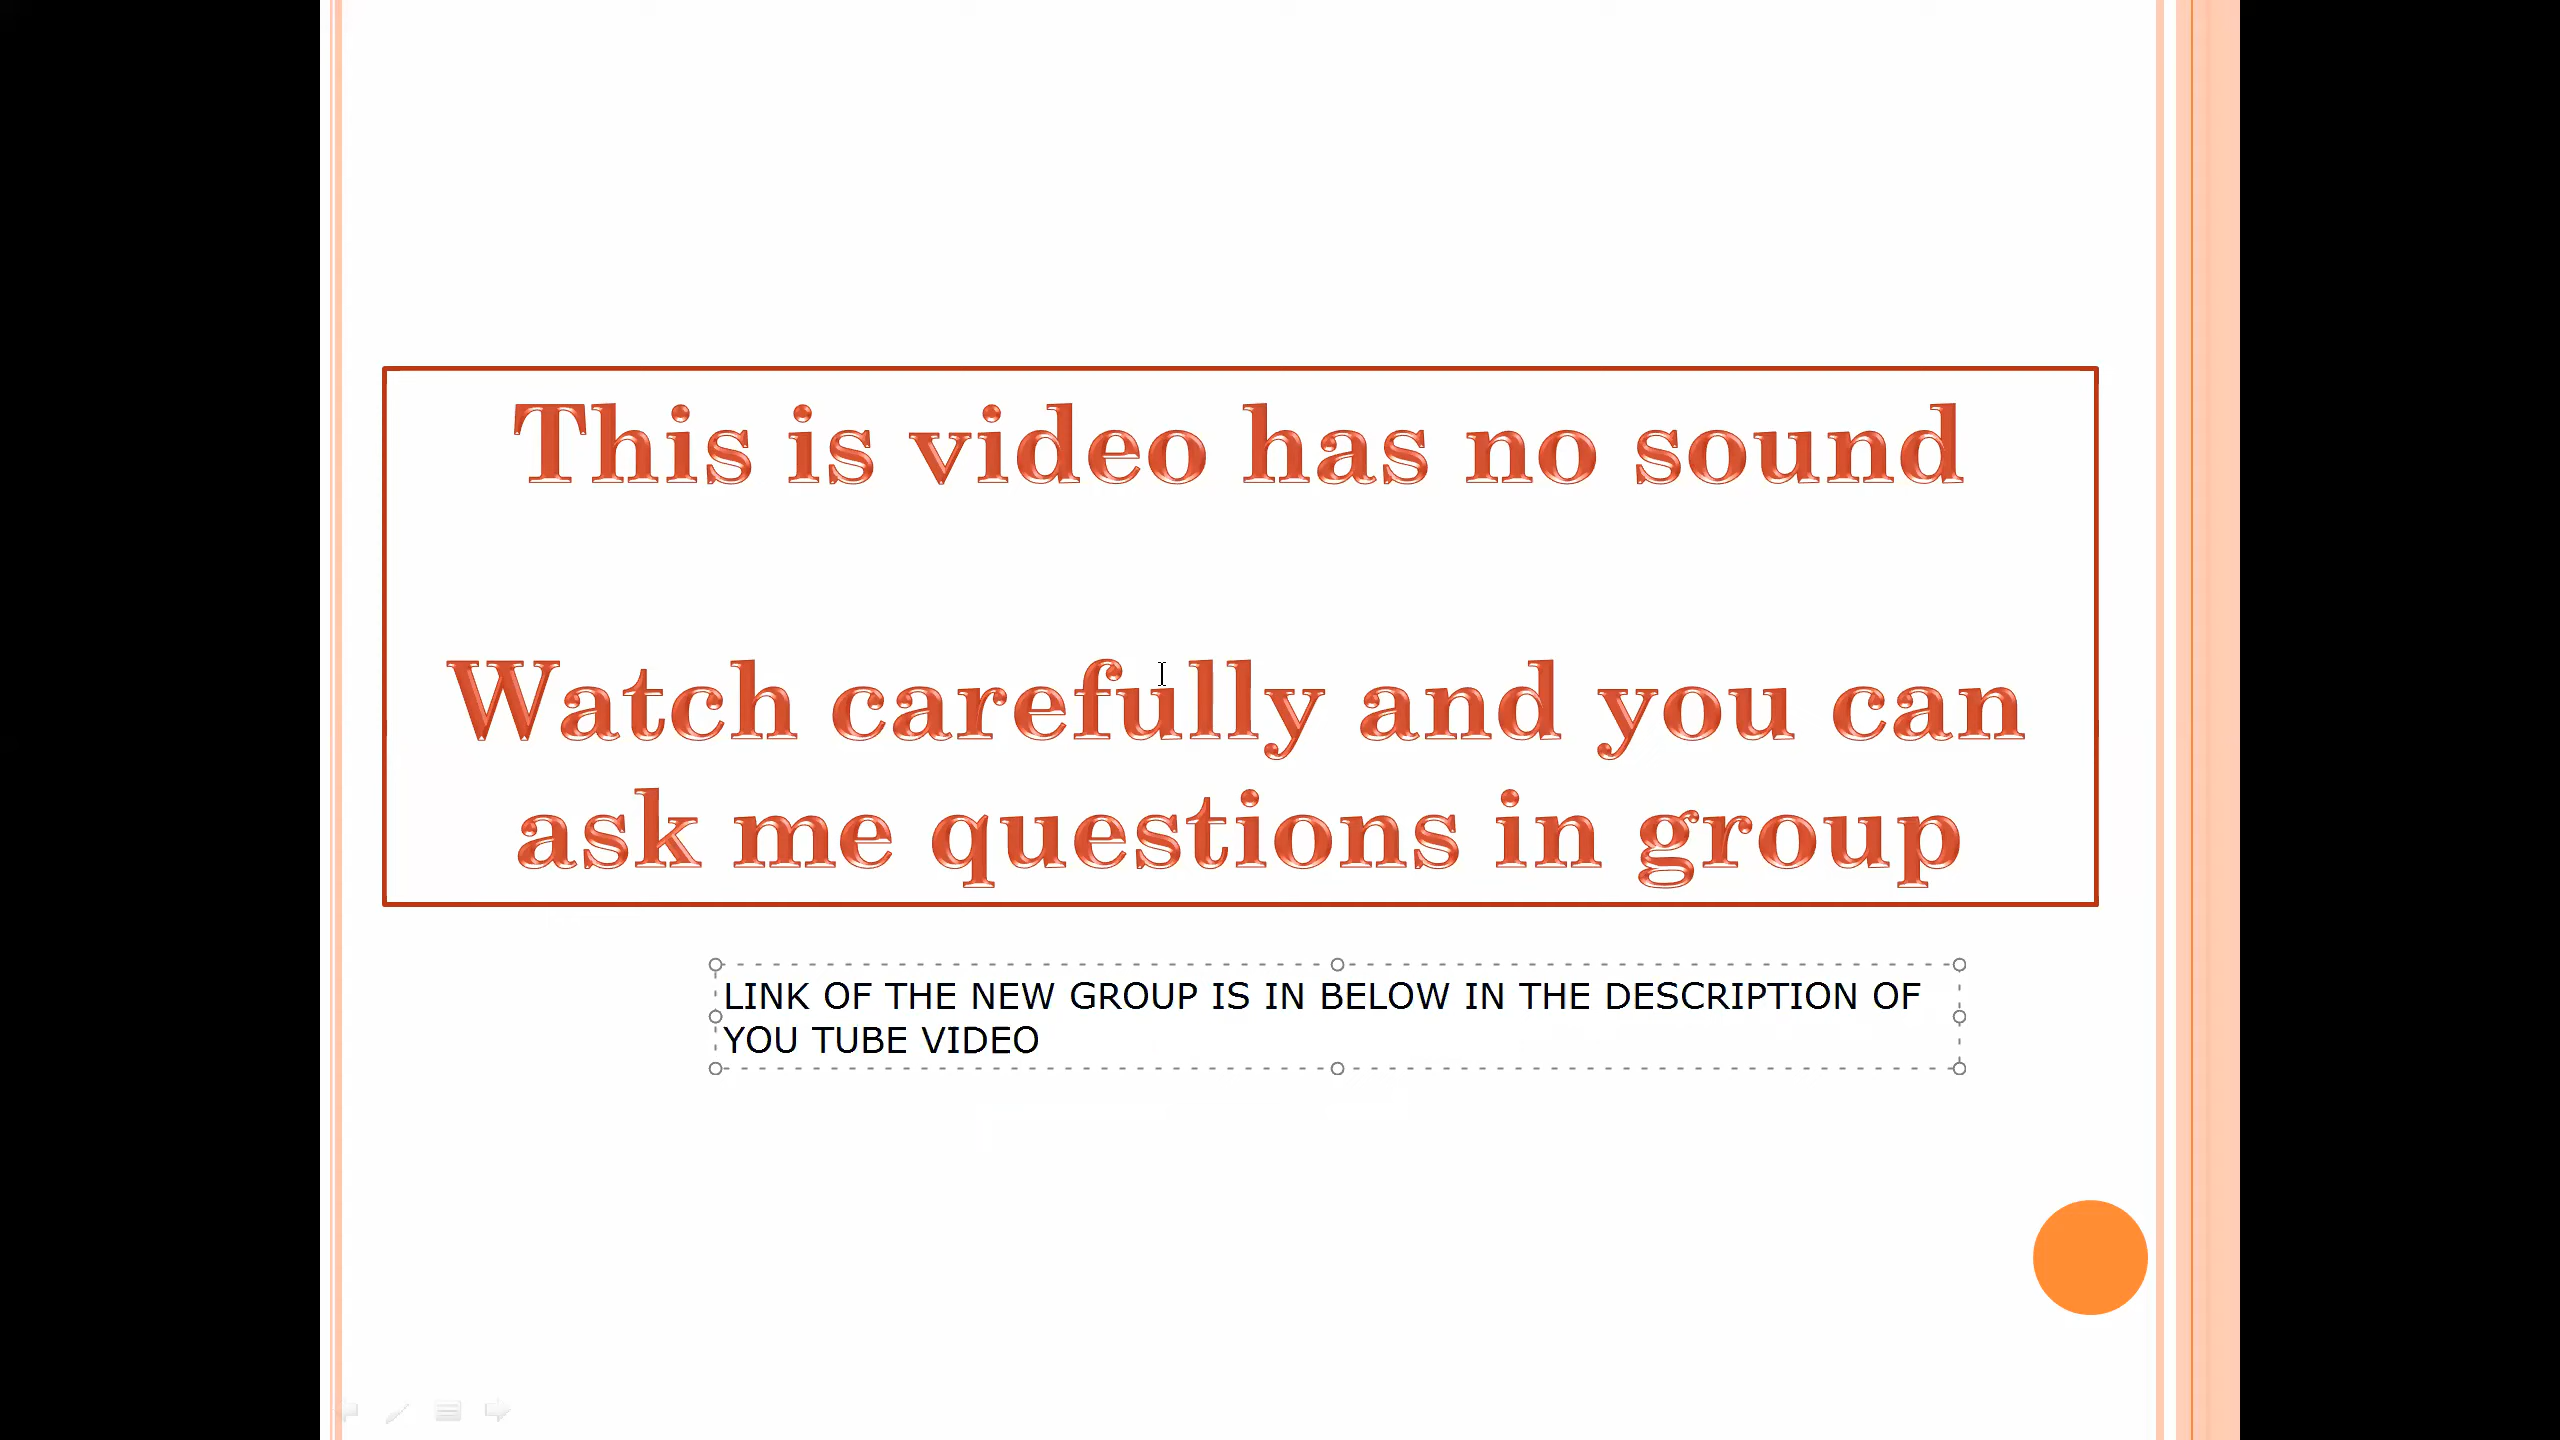 This is video has no sound
Watch carefully and you can
ask me questions in group
LINK OF THE NEW GROUP IS IN BELOW IN THE DESCRIPTION OF
YOU TUBE VIDEO